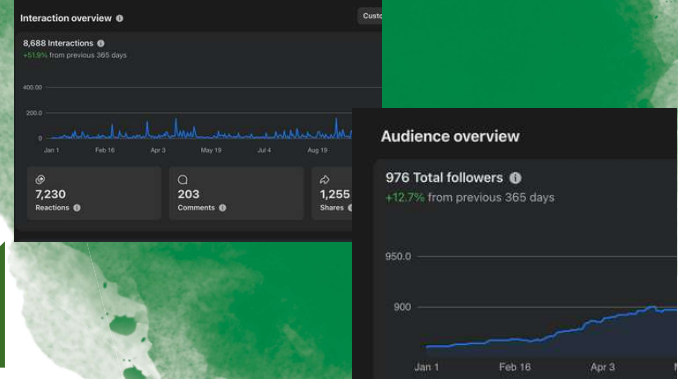 Interaction overview
8,688 Interactions
+51.9% from previous 365 days
400.00
200.0
0
Jan 1 Feb 16 Apr 3 May 19 Jul 4 Aug 19
7,230
Reactions
203
Comments
1,255
Shares
Audience overview
976 Total followers
+12.7% from previous 365 days
950.0
900
Jan 1 Feb 16 Apr 3